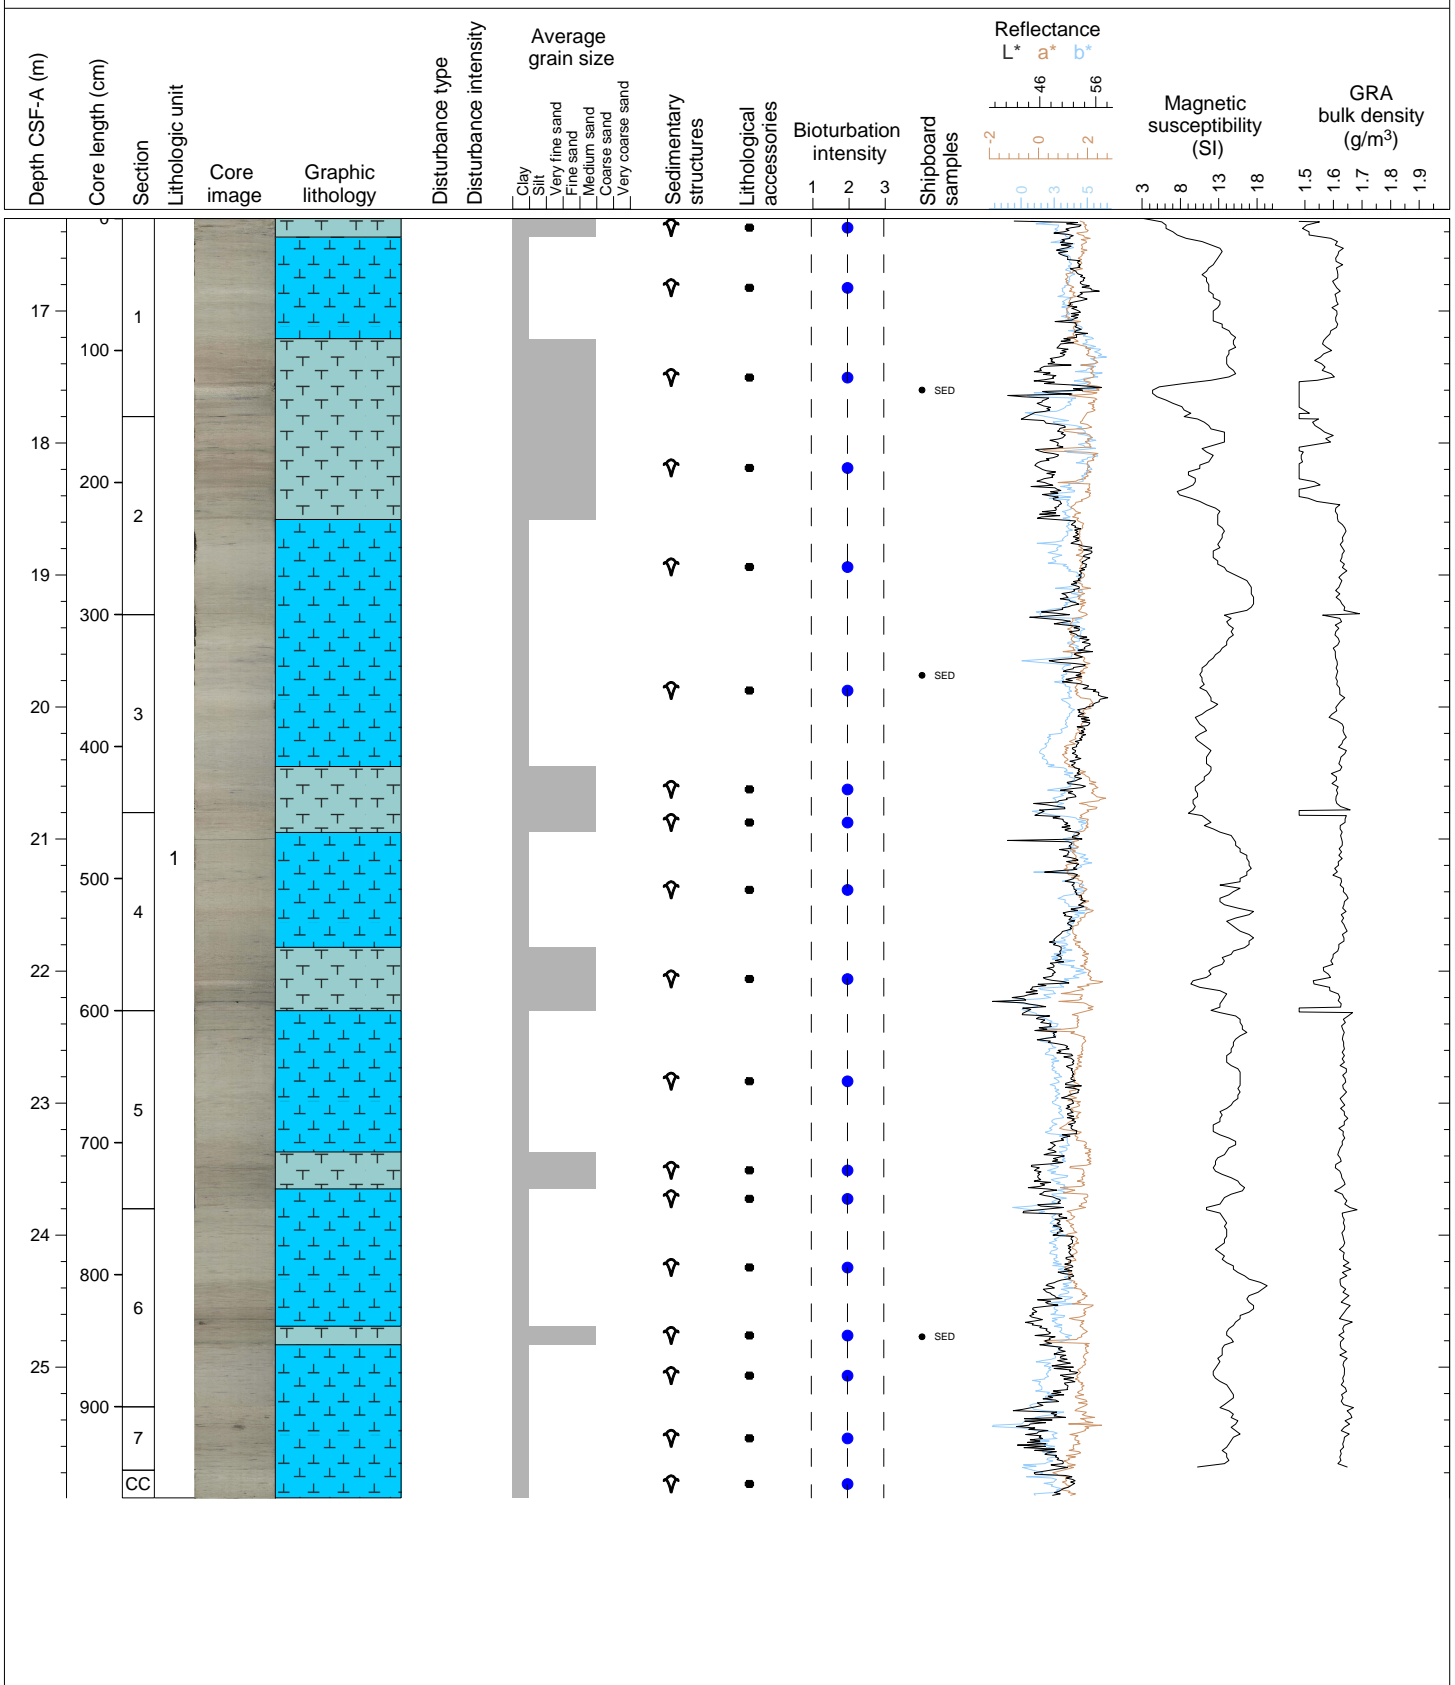 Depth CSF-A (m)
Core length (cm)
Section
Lithologic unit
Core
image
Graphic
lithology
Disturbance type
Disturbance intensity
Average
grain size
Clay
Silt
Very fine sand
Fine sand
Medium sand
Coarse sand
Very coarse sand
Sedimentary
structures
Lithological
accessories
Bioturbation
intensity
1 2 3
Shipboard
samples
Reflectance
L* a* b*
46 56
-2 0 2
0 3 5
Magnetic
susceptibility
(SI)
3 8 13 18
GRA
bulk density
(g/m³)
1.5 1.6 1.7 1.8 1.9
0
17
1
100
SED
18
200
2
19
300
SED
20
3
400
21
1
500
4
22
600
23
5
700
24
800
6
SED
25
900
7
CC